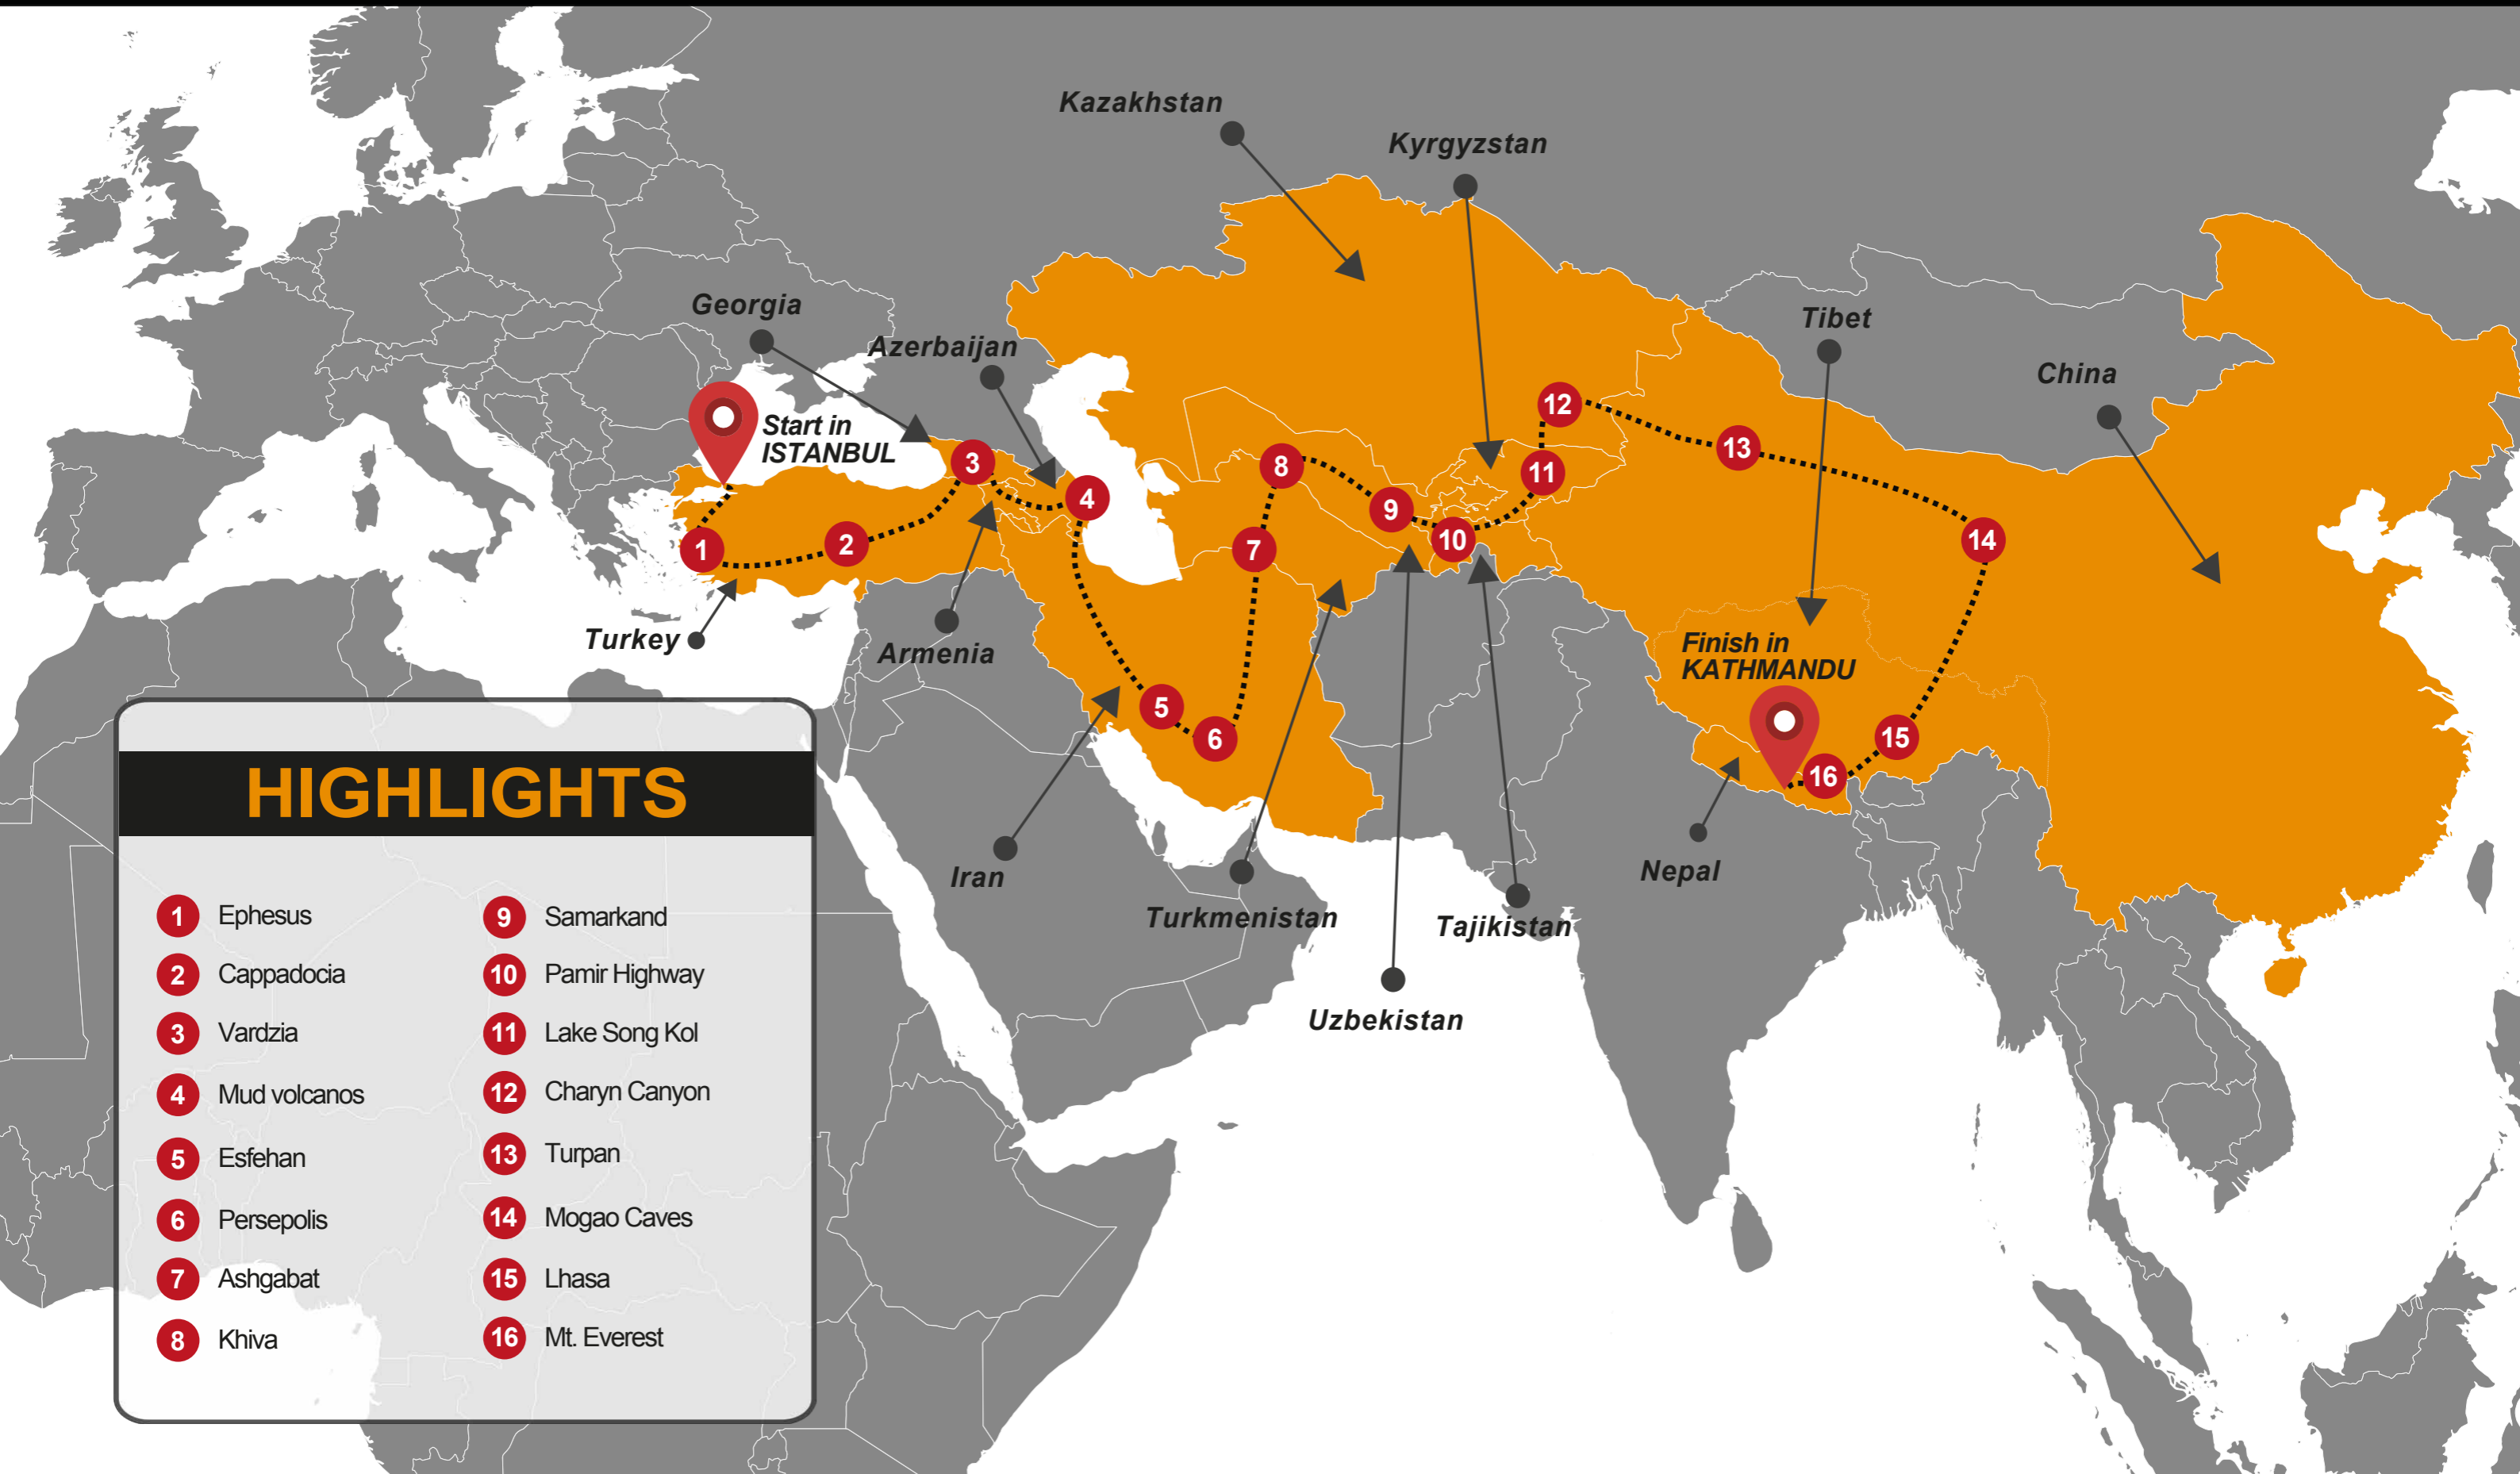 Kazakhstan
Kyrgyzstan
Georgia
Azerbaijan
Tibet
China
Start in
ISTANBUL
Turkey
Armenia
Finish in
KATHMANDU
Iran
Turkmenistan
Uzbekistan
Tajikistan
Nepal
1
2
3
4
5
6
7
8
9
10
11
12
13
14
15
16
HIGHLIGHTS
1 Ephesus
2 Cappadocia
3 Vardzia
4 Mud volcanos
5 Esfehan
6 Persepolis
7 Ashgabat
8 Khiva
9 Samarkand
10 Pamir Highway
11 Lake Song Kol
12 Charyn Canyon
13 Turpan
14 Mogao Caves
15 Lhasa
16 Mt. Everest